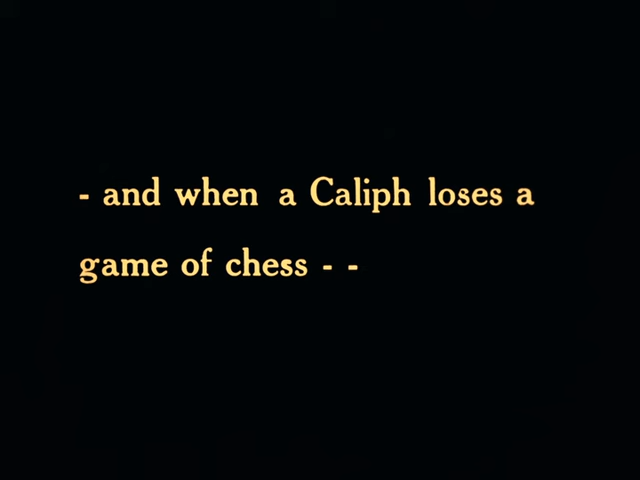 - and when a Caliph loses a
game of chess - -